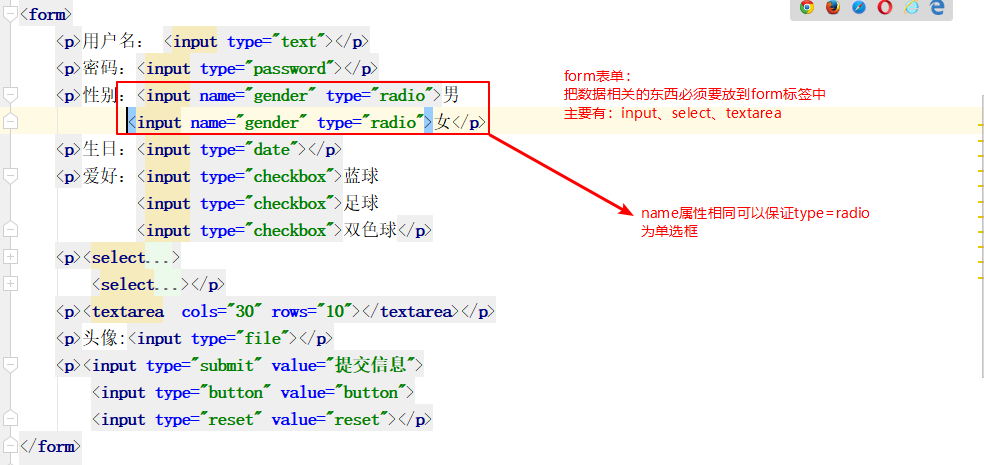 <form>
<p>用户名： <input type="text"></p>
<p>密码：<input type="password"></p>
<p>性别：<input name="gender" type="radio">男
<input name="gender" type="radio">女</p>
<p>生日：<input type="date"></p>
<p>爱好：<input type="checkbox">蓝球
<input type="checkbox">足球
<input type="checkbox">双色球</p>
<p><select...>
<select...></p>
<p><textarea  cols="30" rows="10"></textarea></p>
<p>头像:<input type="file"></p>
<p><input type="submit" value="提交信息">
<input type="button" value="button">
<input type="reset" value="reset"></p>
</form>
form表单：
把数据相关的东西必须要放到form标签中
主要有：input、select、textarea
name属性相同可以保证type=radio
为单选框